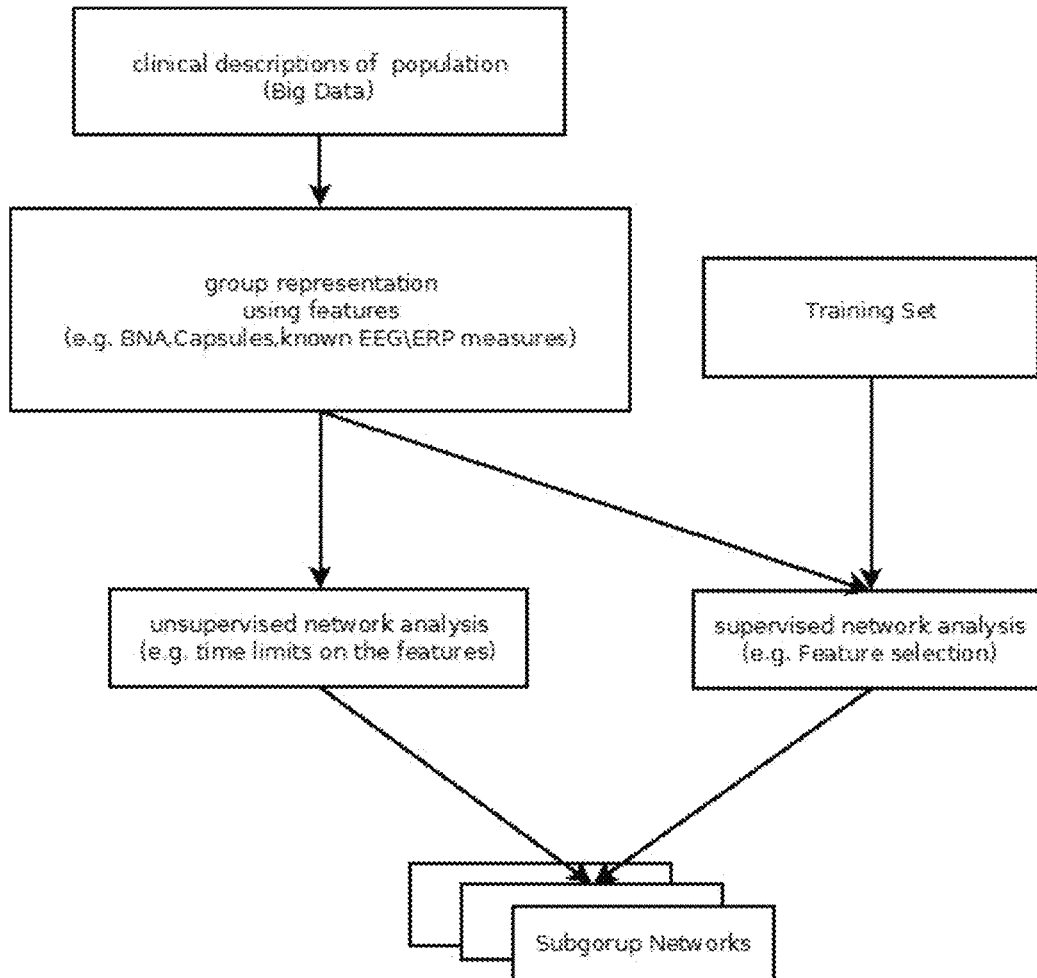 clinical descriptions of population
(Big Data)
group representation
using features
(e.g. BNA,Capsules,known EEG\ERP measures)
Training Set
unsupervised network analysis
(e.g. time limits on the features)
supervised network analysis
(e.g. Feature selection)
Subgorup Networks